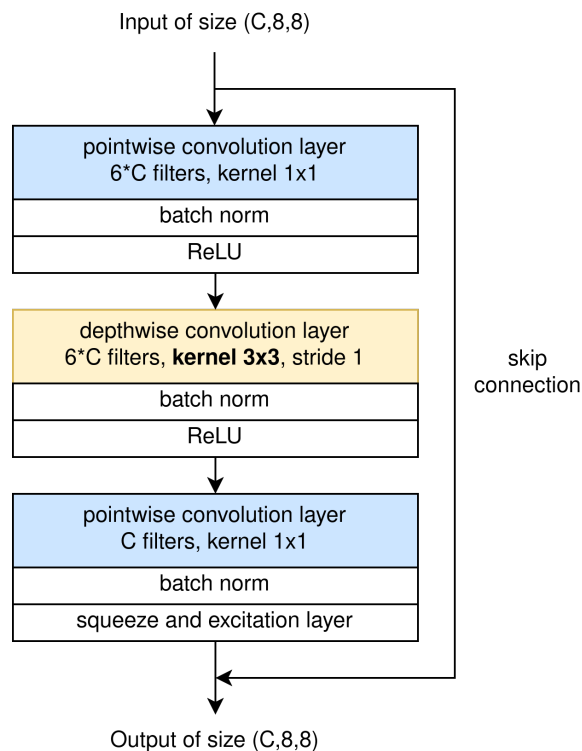 Input of size (C,8,8)
pointwise convolution layer
6*C filters, kernel 1x1
batch norm
ReLU
depthwise convolution layer
6*C filters, kernel 3x3, stride 1
batch norm
ReLU
skip
connection
pointwise convolution layer
C filters, kernel 1x1
batch norm
squeeze and excitation layer
Output of size (C,8,8)